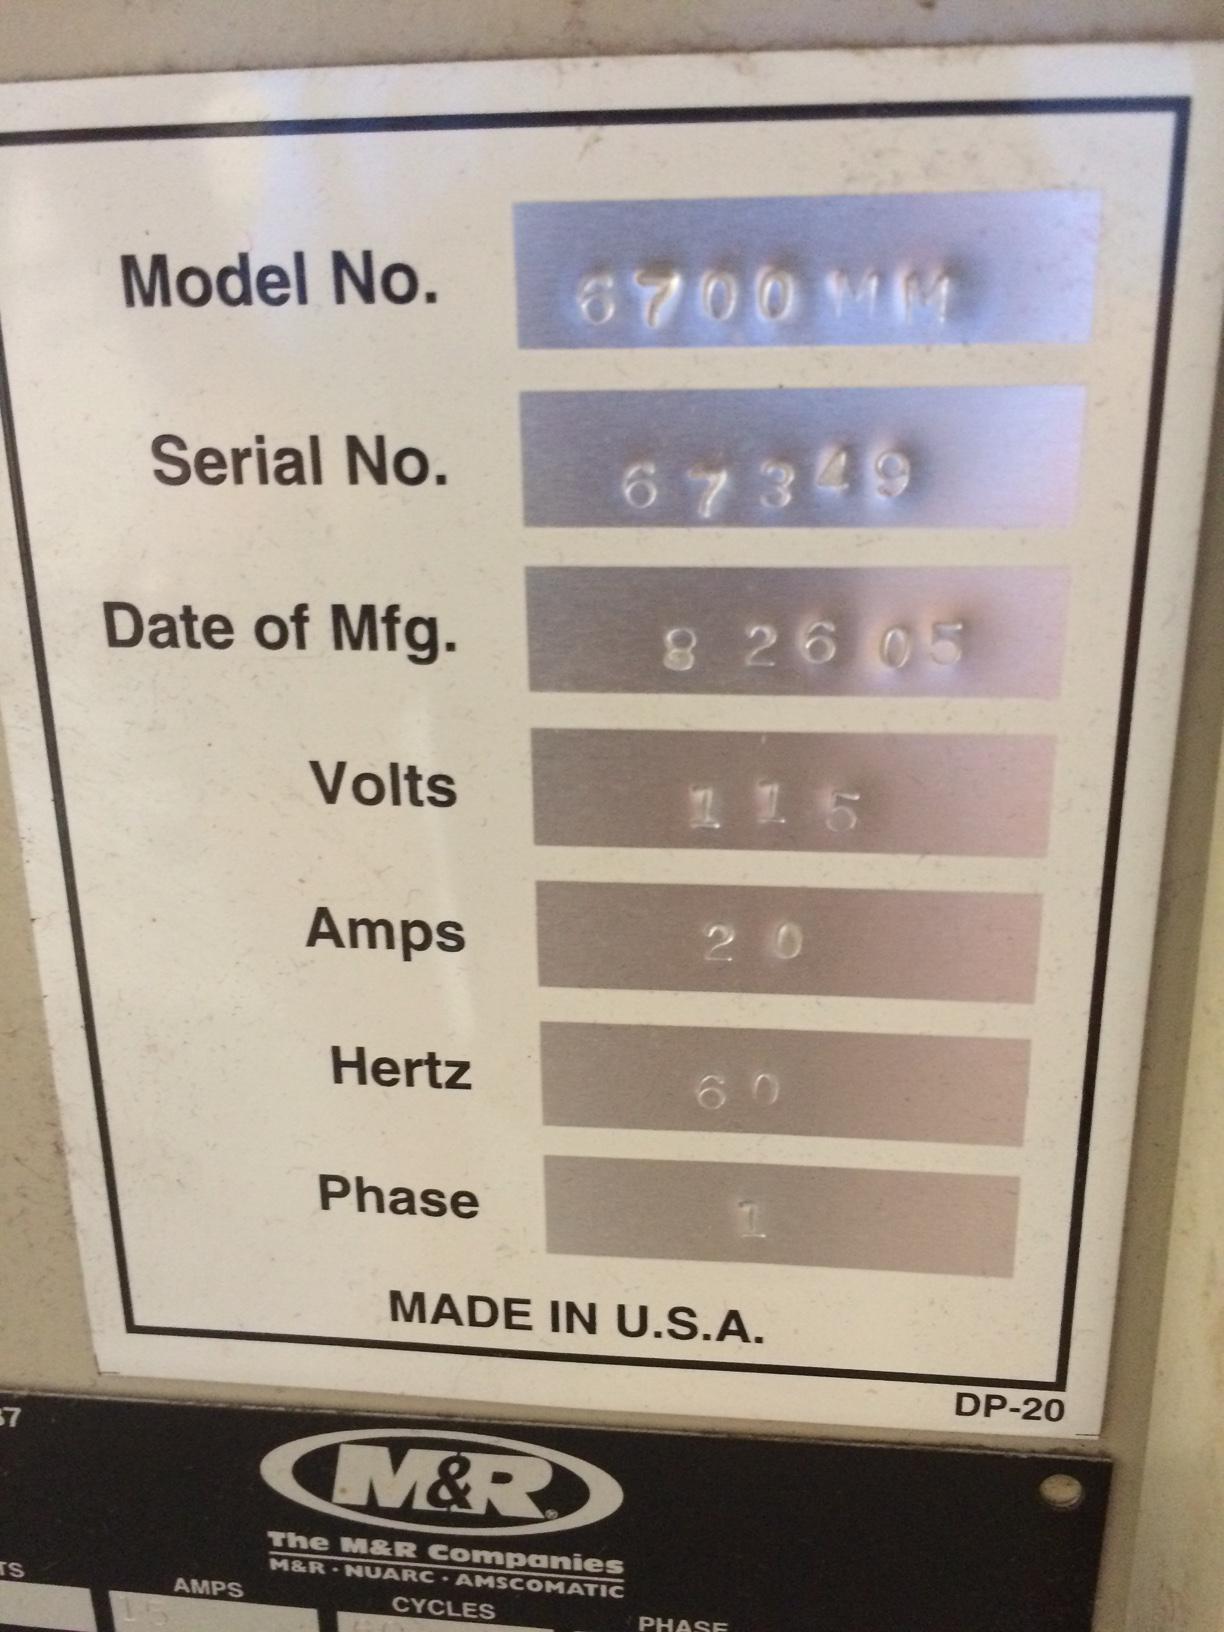 Model No. 6700MM
Serial No. 67349
Date of Mfg. 8 26 05
Volts 115
Amps 20
Hertz 60
Phase 1
MADE IN U.S.A.
DP-20
M&R®
The M&R Companies
M&R · NUARC · AMSCOMATIC
AMPS
CYCLES
PHASE
15